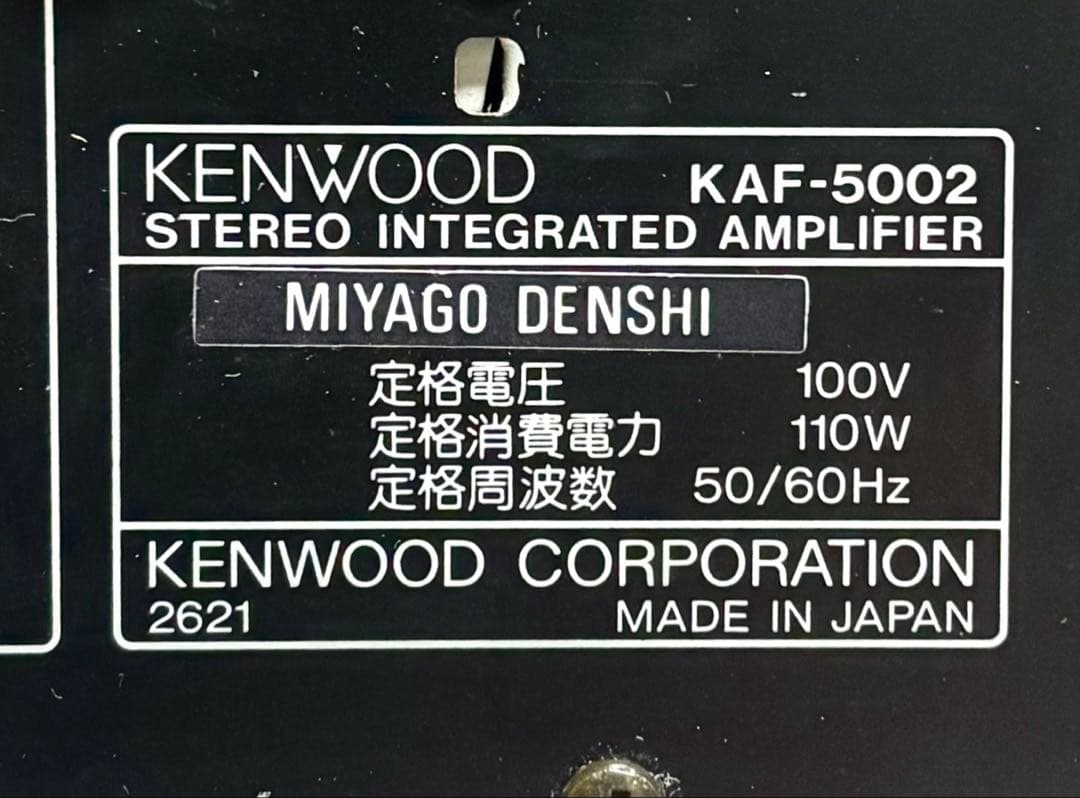 KENWOOD KAF-5002
STEREO INTEGRATED AMPLIFIER
MIYAGO DENSHI
定格電圧 100V
定格消費電力 110W
定格周波数 50/60Hz
KENWOOD CORPORATION
2621 MADE IN JAPAN